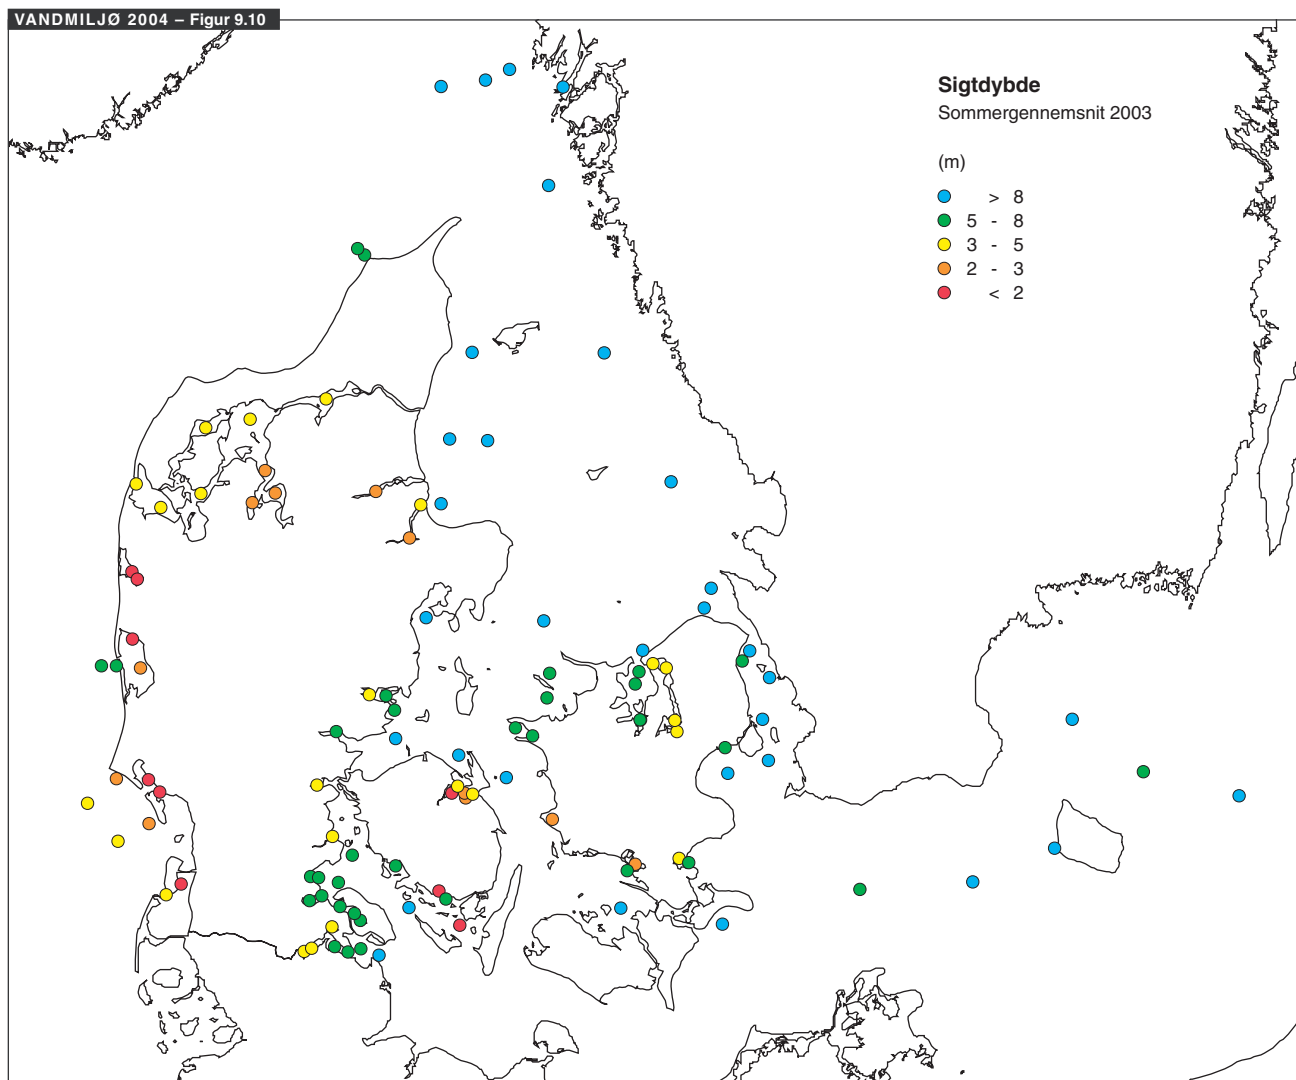 VANDMILJØ 2004 – Figur 9.10
Sigtdybde
Sommergennemsnit 2003
(m)
> 8
5 - 8
3 - 5
2 - 3
< 2